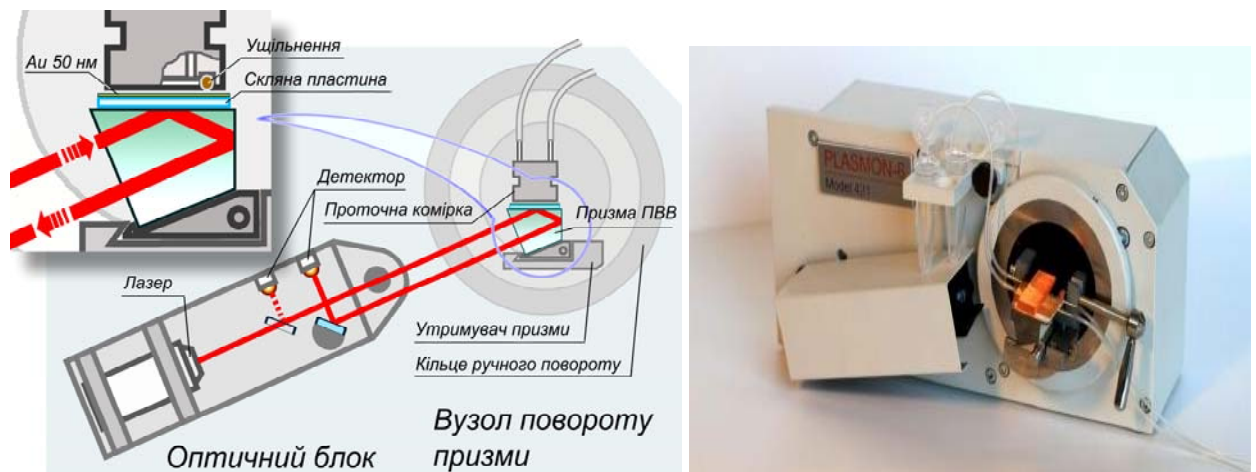 Au 50 нм
Ущільнення
Скляна пластина
Детектор
Проточна комірка
Призма ПВВ
Лазер
Утримувач призми
Кільце ручного повороту
Оптичний блок
Вузол повороту
призми
PLASMON-6
Model 421